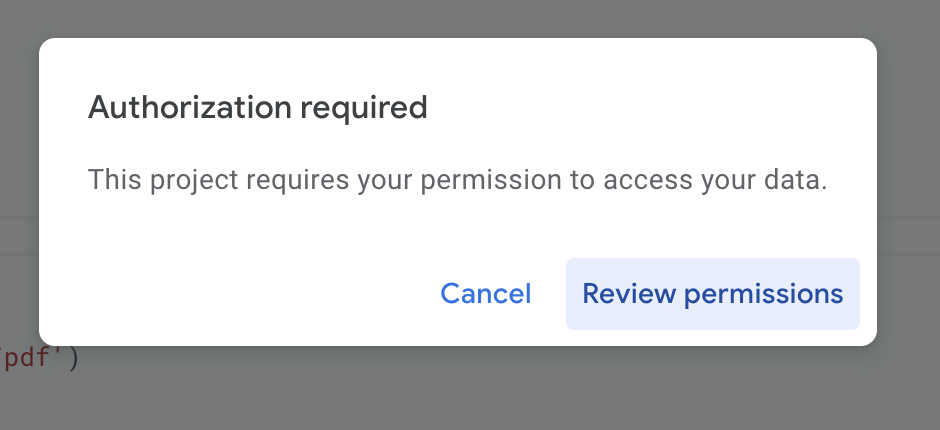 Authorization required
This project requires your permission to access your data.
Cancel
Review permissions
pdf')